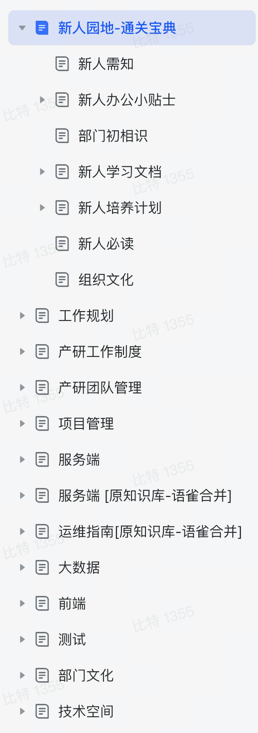 新人园地-通关宝典
新人需知
新人办公小贴士
部门初相识
新人学习文档
新人培养计划
新人必读
组织文化
工作规划
产研工作制度
产研团队管理
项目管理
服务端
服务端 [原知识库-语雀合并]
运维指南[原知识库-语雀合并]
大数据
前端
测试
部门文化
技术空间
比特 1355